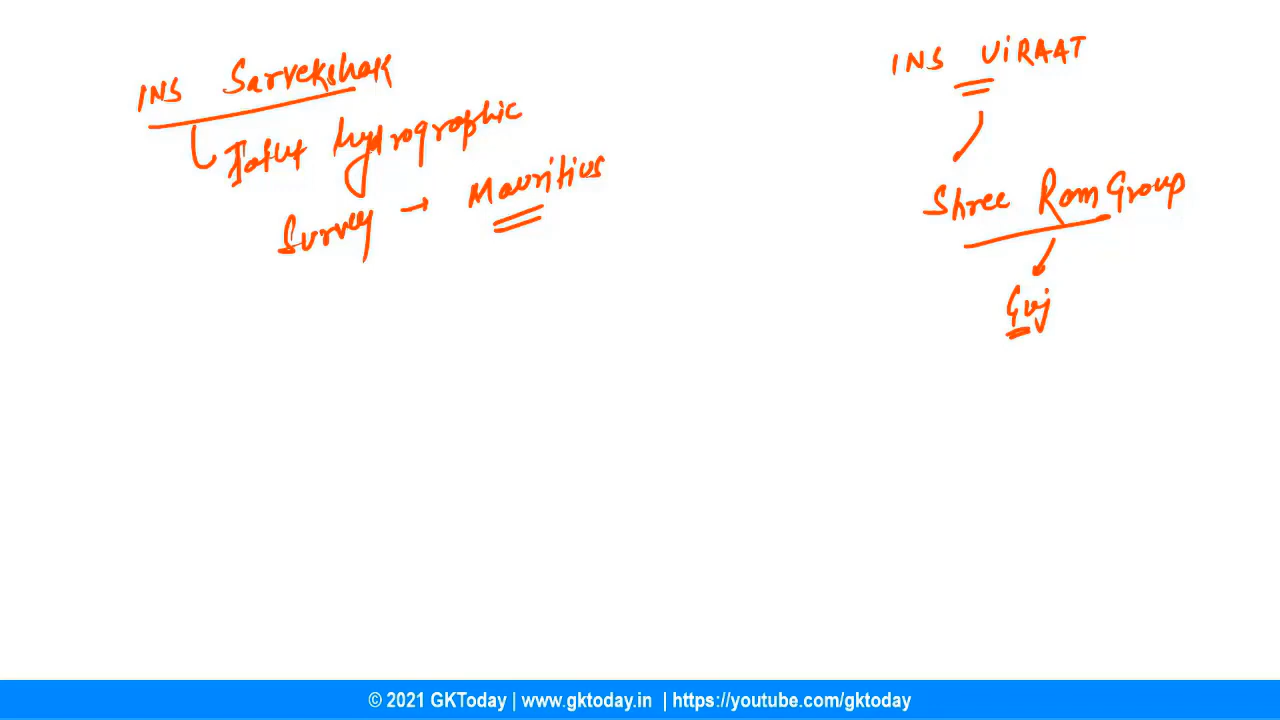 INS Sarvekshak
Joint hydrographic
Survey → Mauritius
INS VIRAAT
Shree Ram Group
Guj
© 2021 GKToday | www.gktoday.in | https://youtube.com/gktoday